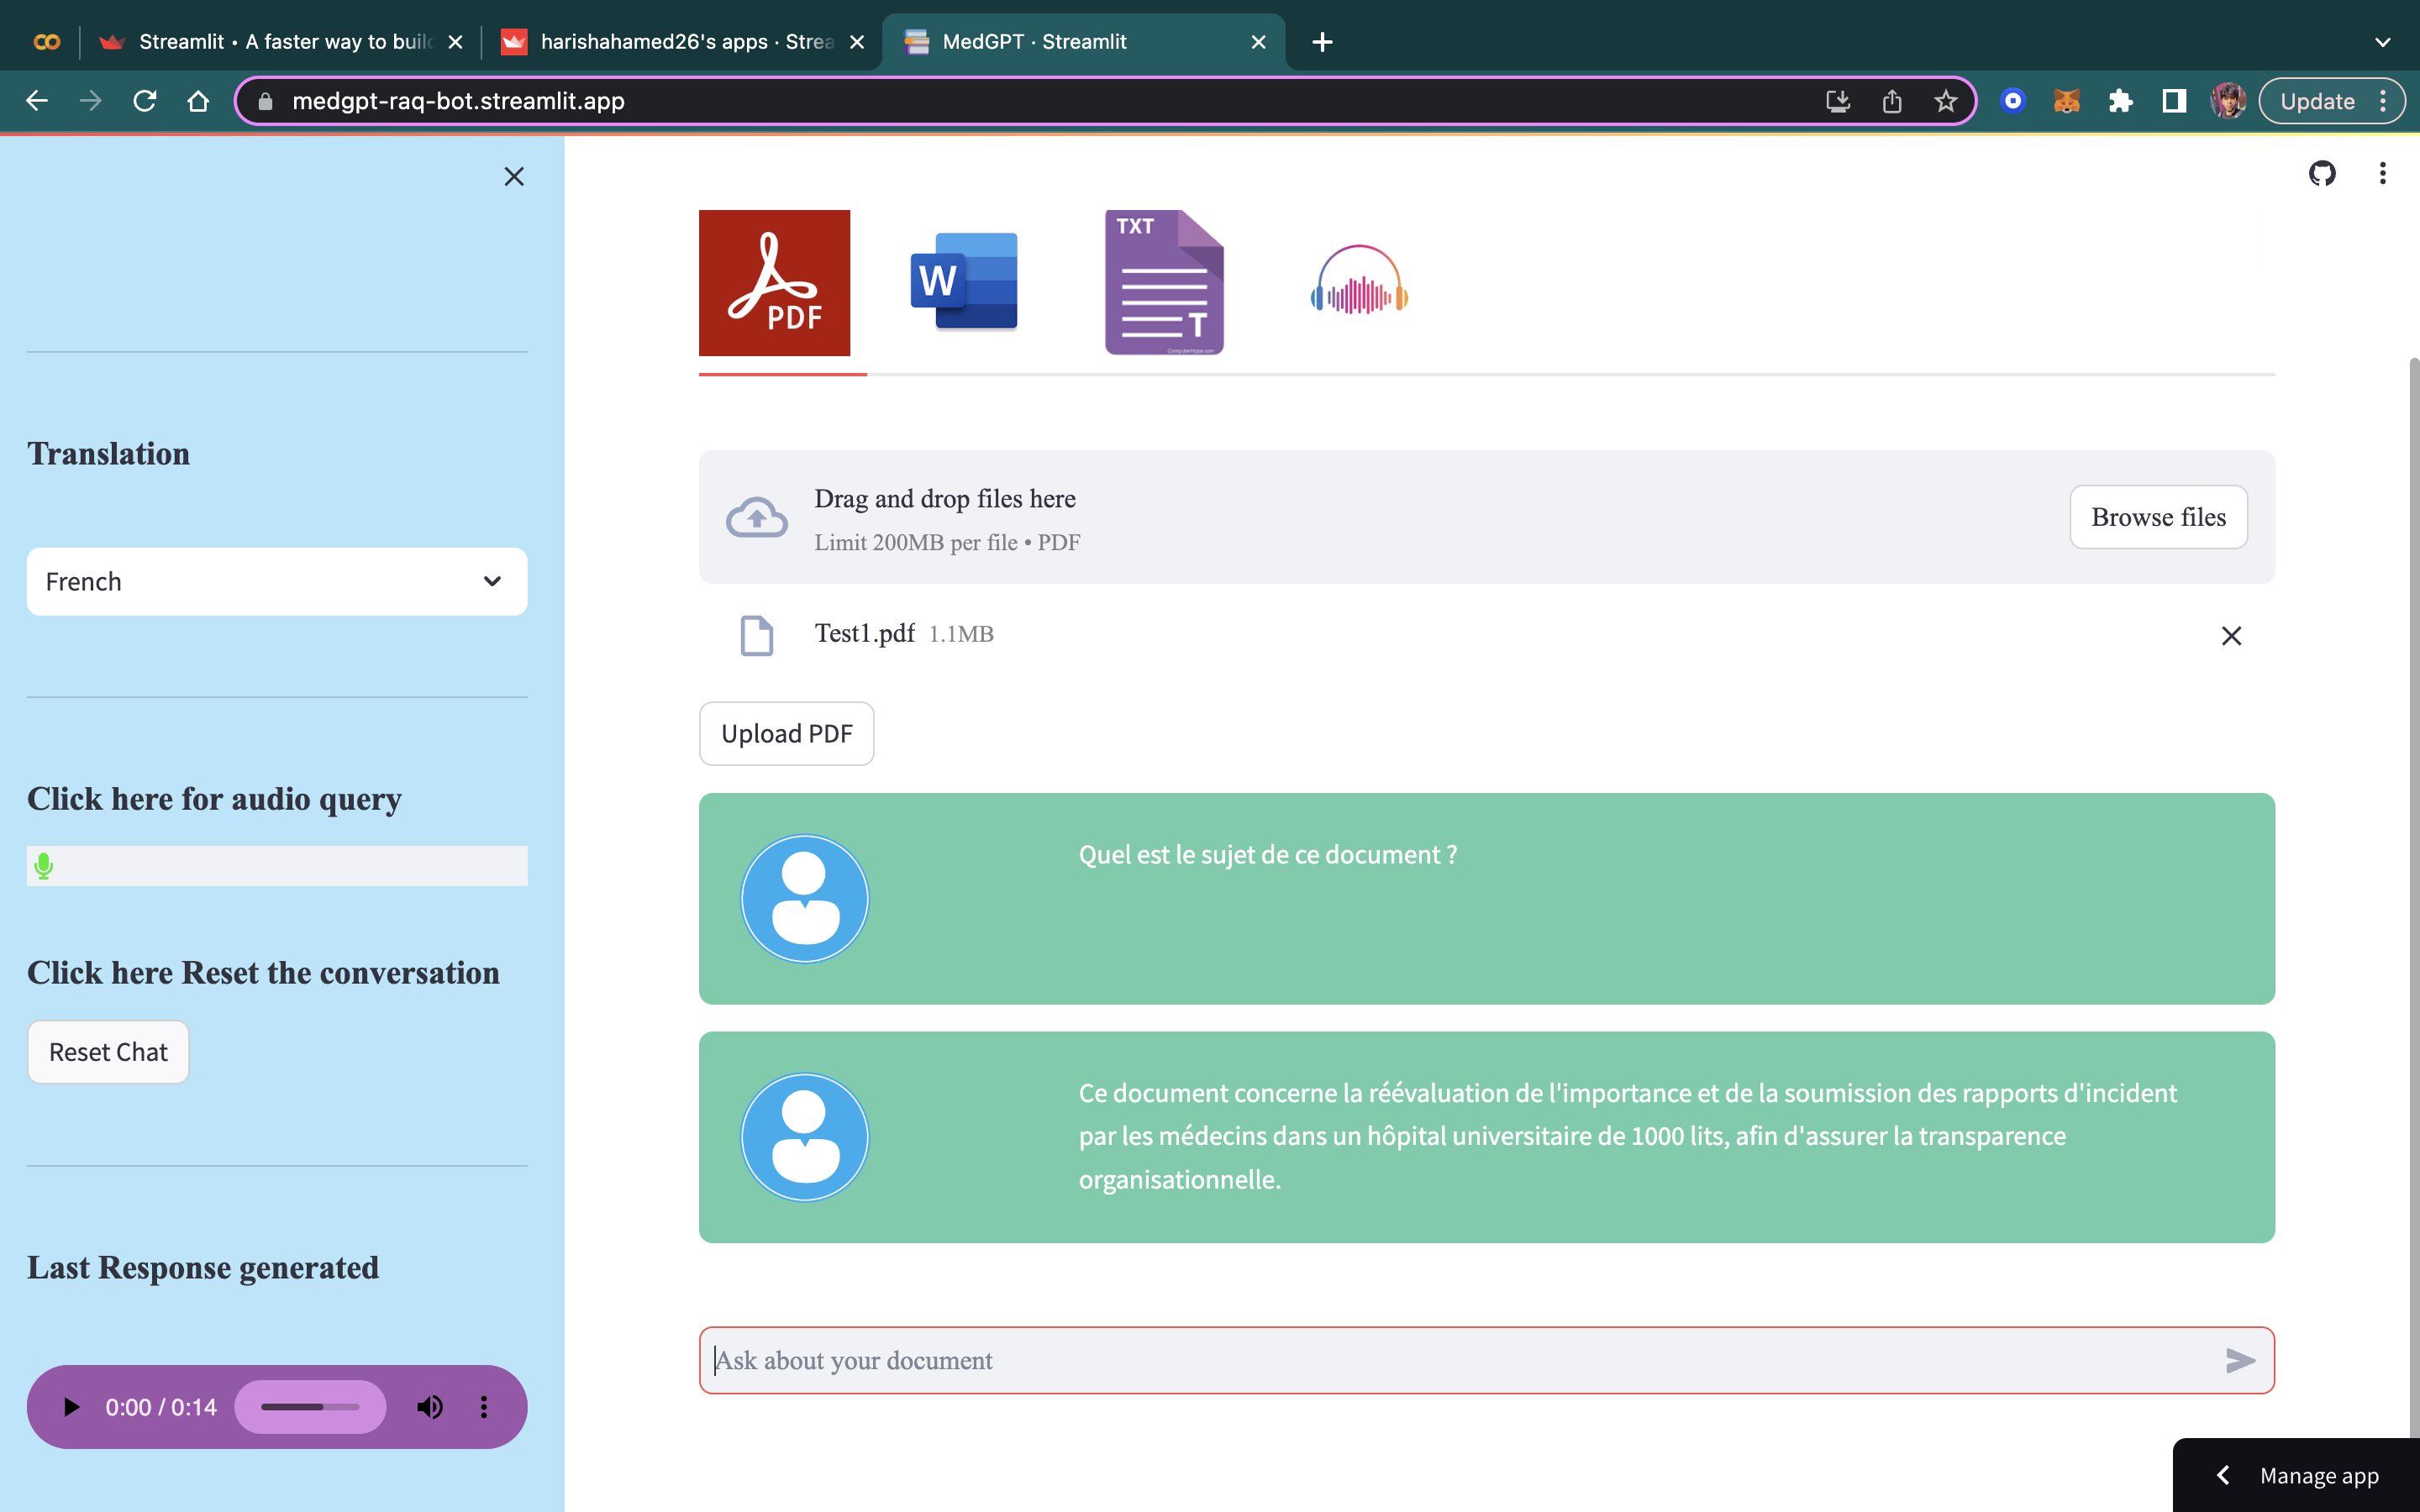 Streamlit • A faster way to buil
harishahamed26's apps · Strea
MedGPT · Streamlit
medgpt-raq-bot.streamlit.app
Update
Translation
French
Click here for audio query
Click here Reset the conversation
Reset Chat
Last Response generated
0:00 / 0:14
PDF
W
TXT
T
ComputerHope.com
Drag and drop files here
Limit 200MB per file • PDF
Browse files
Test1.pdf 1.1MB
Upload PDF
Quel est le sujet de ce document ?
Ce document concerne la réévaluation de l'importance et de la soumission des rapports d'incident
par les médecins dans un hôpital universitaire de 1000 lits, afin d'assurer la transparence
organisationnelle.
Ask about your document
Manage app